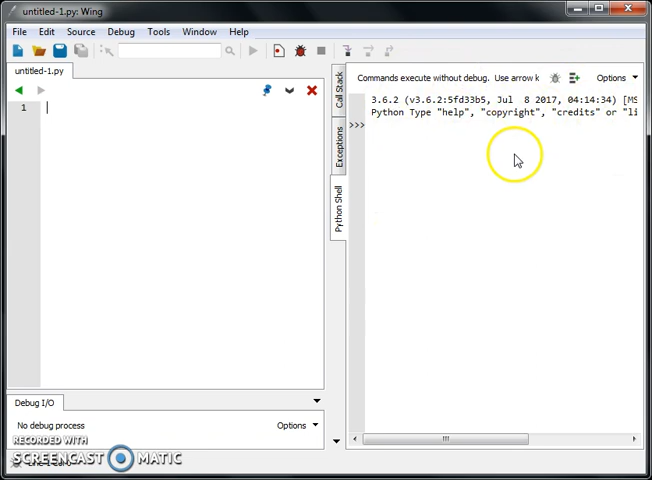 untitled-1.py: Wing
File Edit Source Debug Tools Window Help
untitled-1.py
1
Call Stack
Exceptions
Python Shell
Commands execute without debug. Use arrow k
Options
3.6.2 (v3.6.2:5fd33b5, Jul 8 2017, 04:14:34) [MS
Python Type "help", "copyright", "credits" or "li
>>>
Debug I/O
No debug process
Options
RECORDED WITH
SCREENCAST MATIC